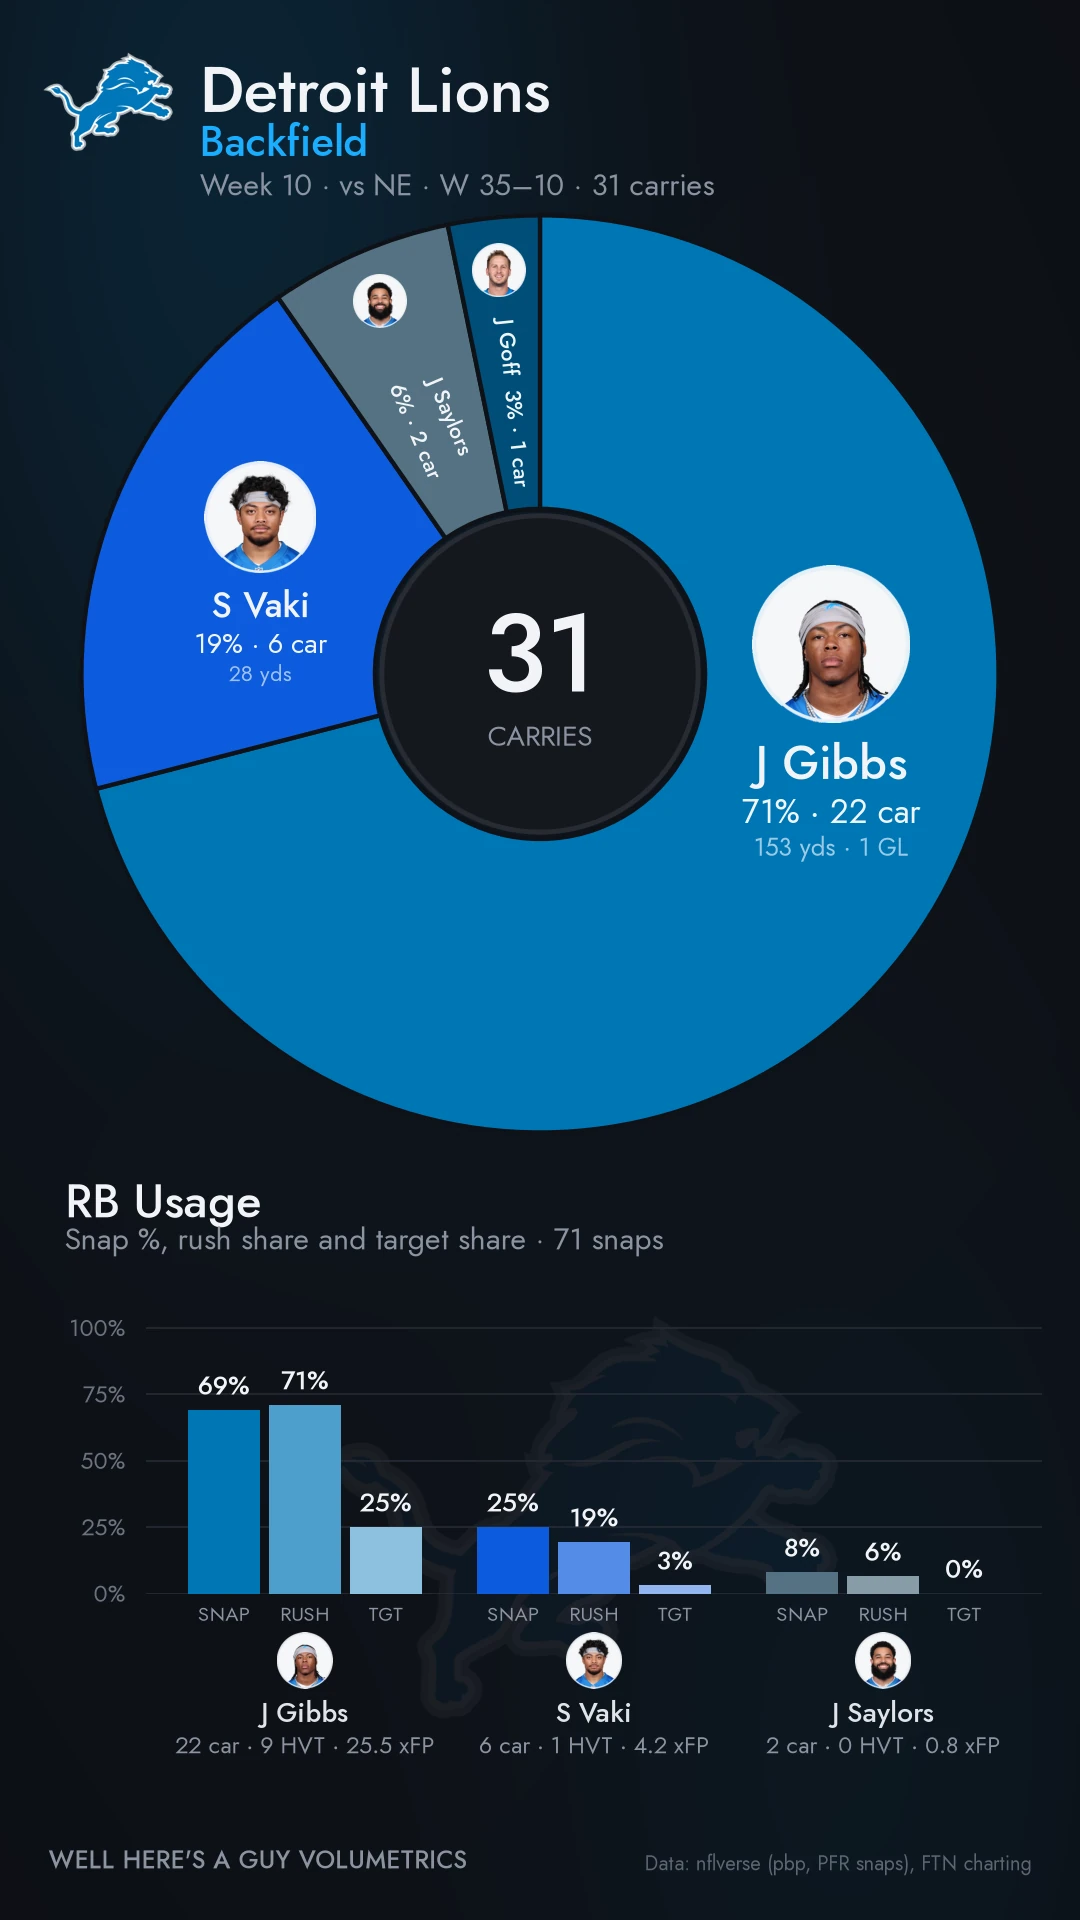 Detroit Lions
Backfield
Week 10 · vs NE · W 35–10 · 31 carries
J Goff 3% · 1 car
J Saylors
6% · 2 car
S Vaki
19% · 6 car
28 yds
31
CARRIES
J Gibbs
71% · 22 car
153 yds · 1 GL
RB Usage
Snap %, rush share and target share · 71 snaps
100%
75%
50%
25%
0%
69% 71% 25% 25% 19% 3% 8% 6% 0%
SNAP RUSH TGT SNAP RUSH TGT SNAP RUSH TGT
J Gibbs S Vaki J Saylors
22 car · 9 HVT · 25.5 xFP 6 car · 1 HVT · 4.2 xFP 2 car · 0 HVT · 0.8 xFP
WELL HERE'S A GUY VOLUMETRICS
Data: nflverse (pbp, PFR snaps), FTN charting